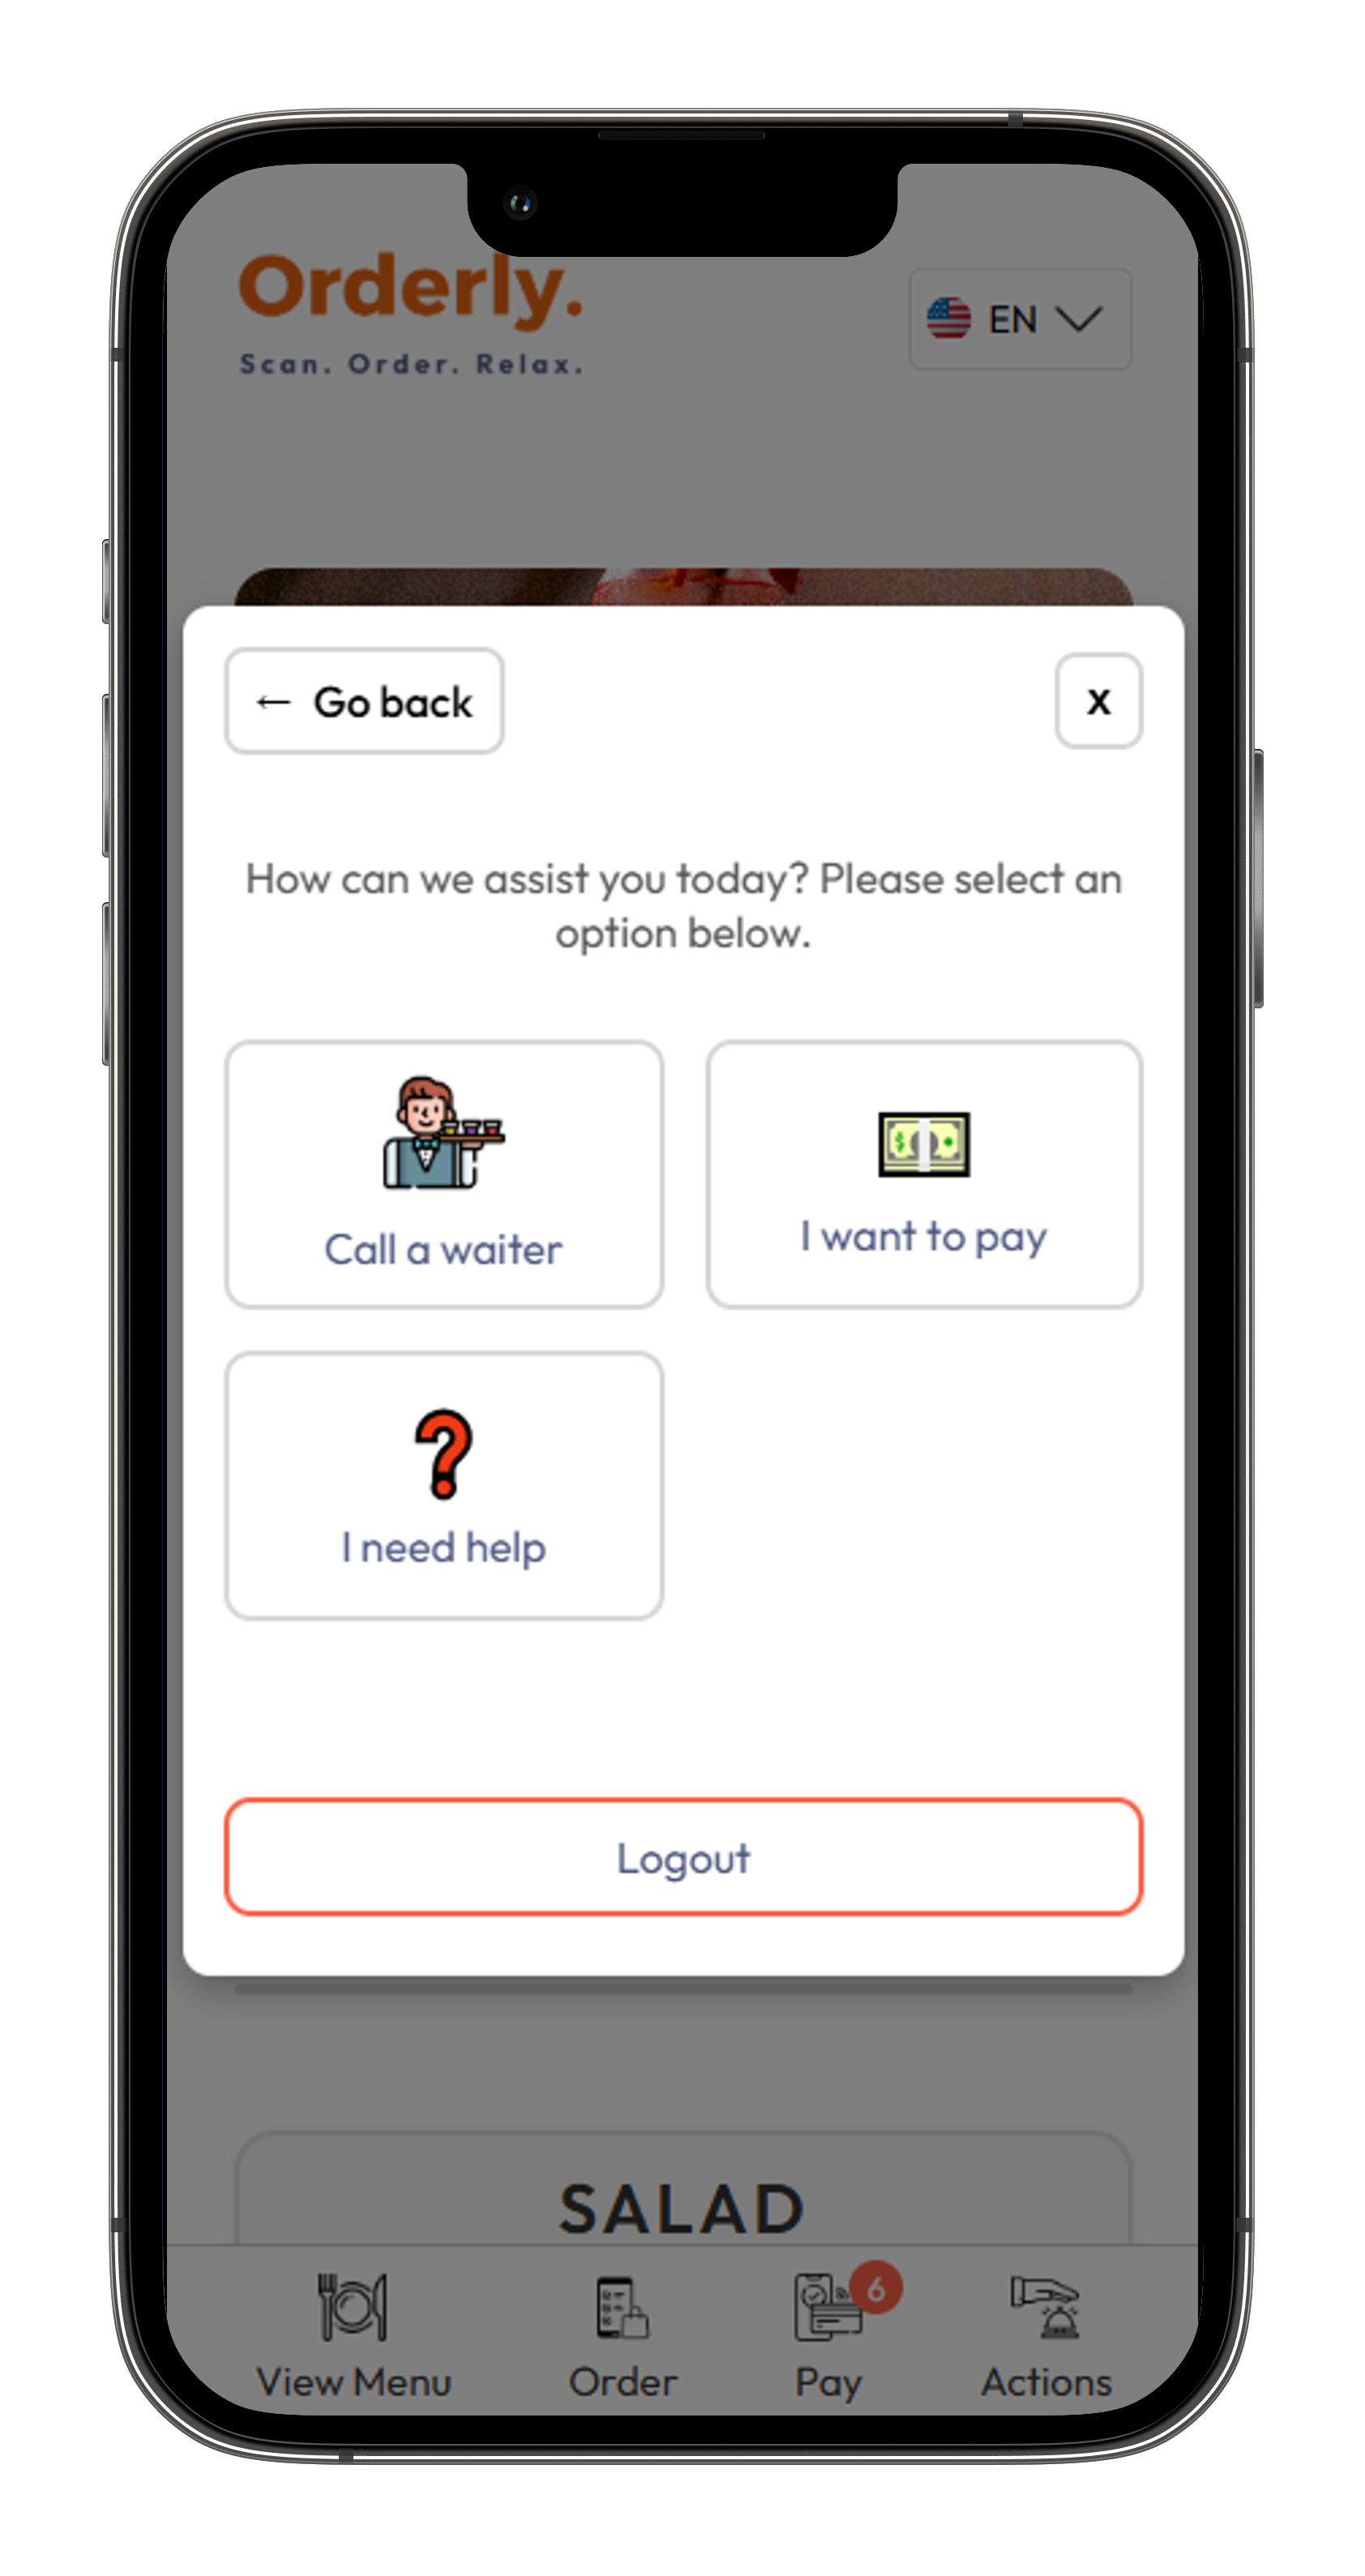 Orderly.
Scan. Order. Relax.
EN
← Go back
x
How can we assist you today? Please select an
option below.
Call a waiter
I want to pay
I need help
Logout
SALAD
6
View Menu
Order
Pay
Actions